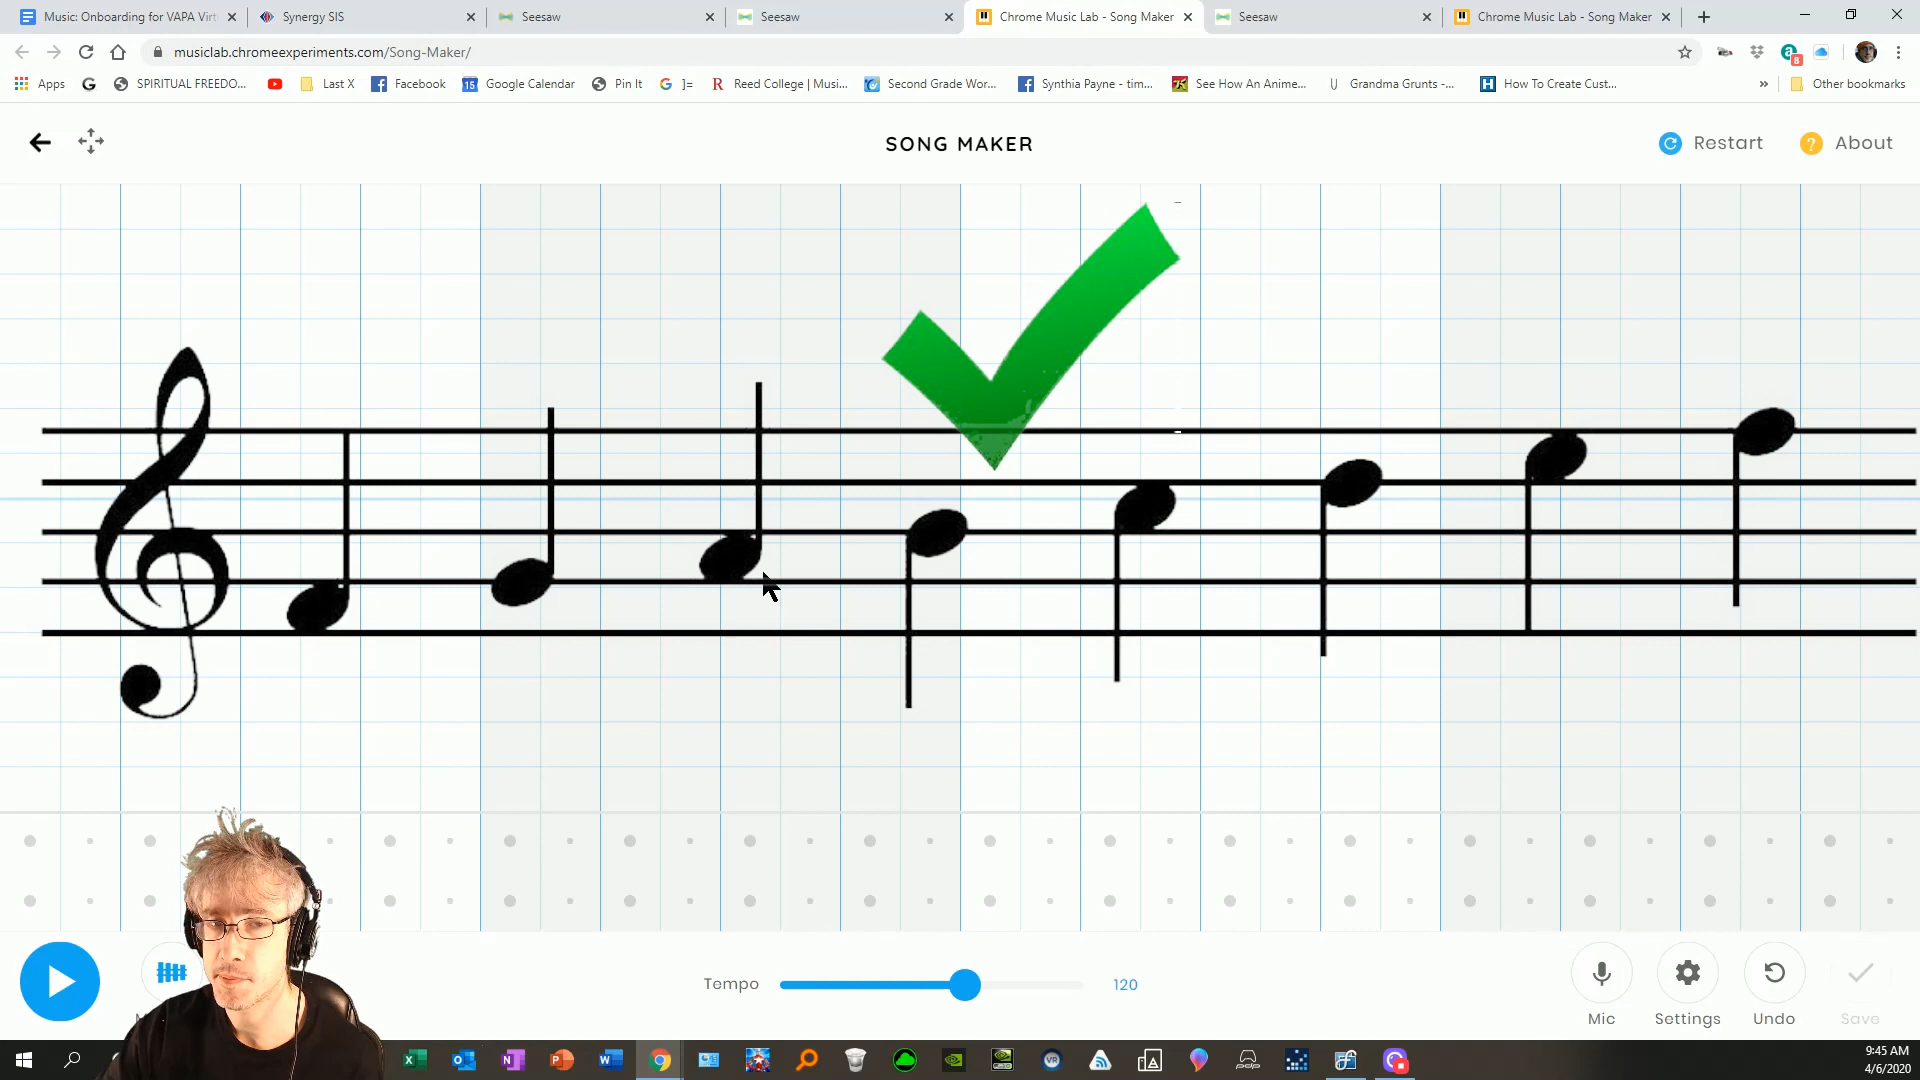 Music: Onboarding for VAPA Virt
Synergy SIS
Seesaw
Seesaw
Chrome Music Lab - Song Maker
Seesaw
Chrome Music Lab - Song Maker
musiclab.chromeexperiments.com/Song-Maker/
8
Apps
SPIRITUAL FREEDO...
Last X
Facebook
15
Google Calendar
Pin It
]=
Reed College | Musi...
Second Grade Wor...
Synthia Payne - tim...
See How An Anime...
Grandma Grunts -...
How To Create Cust...
»
Other bookmarks
SONG MAKER
Restart
? About
Tempo
120
Mic
Settings
Undo
Save
9:45 AM
4/6/2020